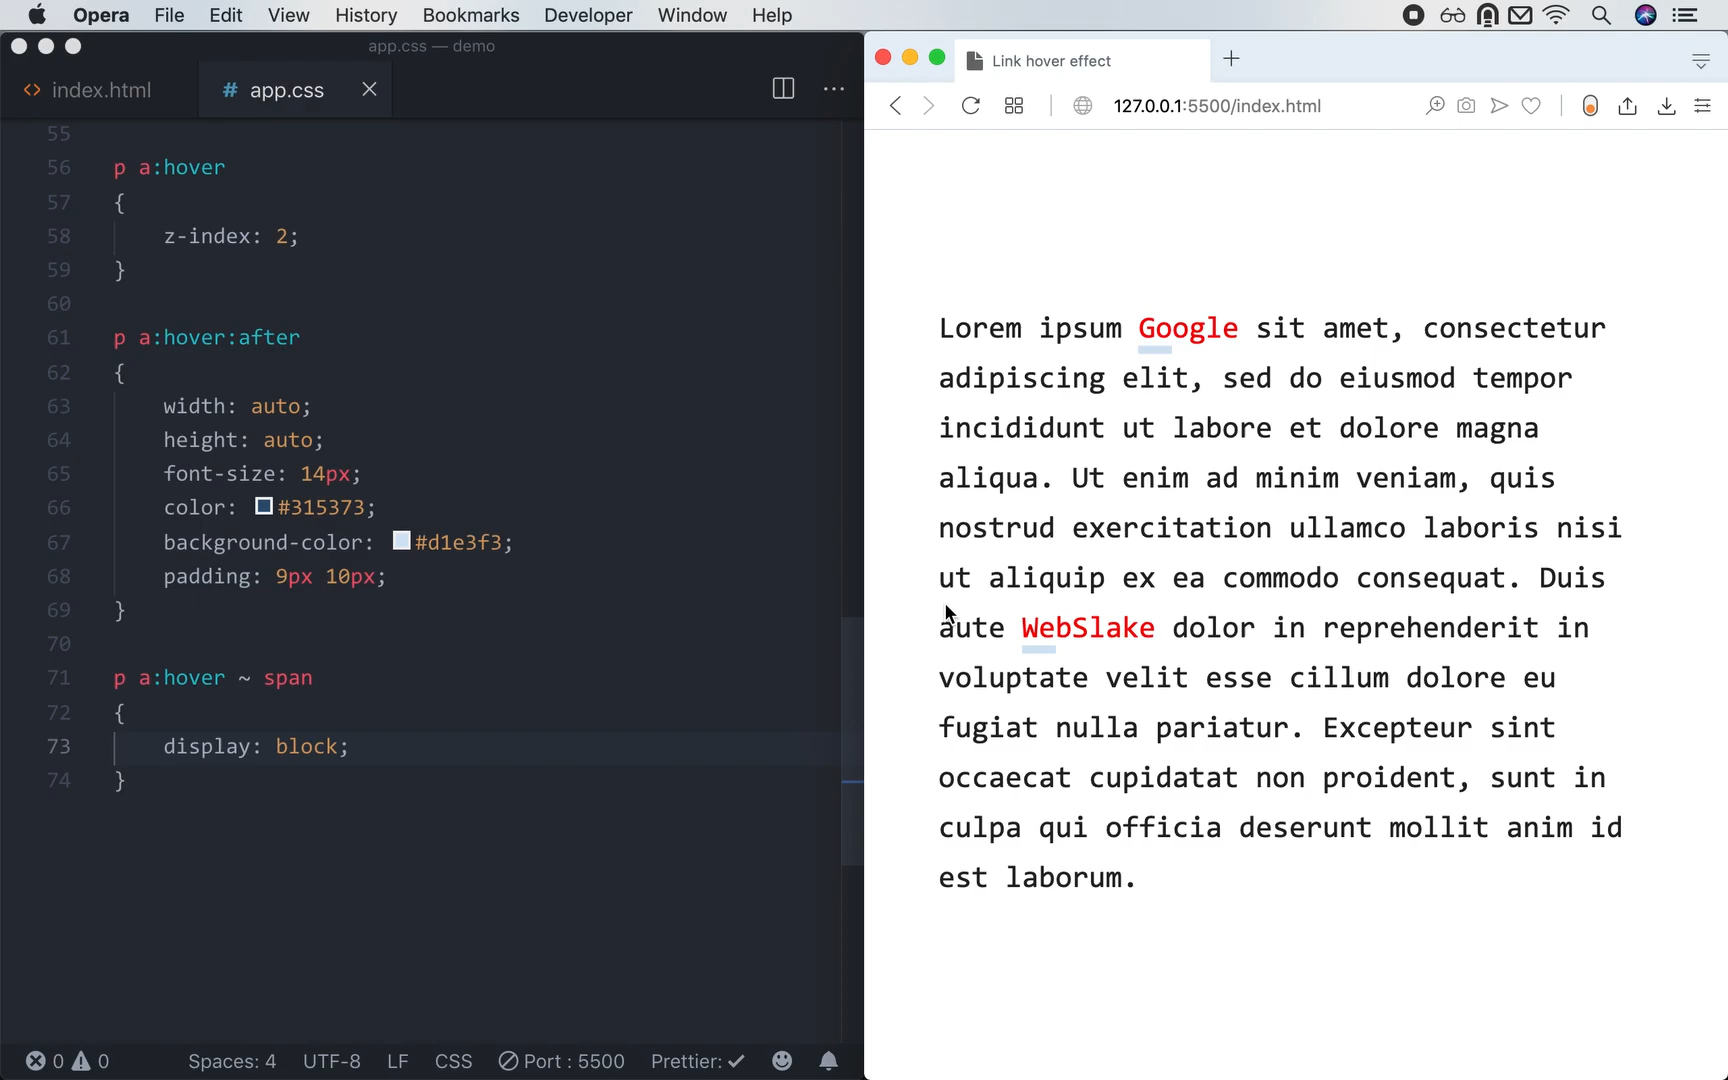 Opera File Edit View History Bookmarks Developer Window Help
app.css — demo
<> index.html
# app.css
55
56 p a:hover
57 {
58 z-index: 2;
59 }
60
61 p a:hover:after
62 {
63 width: auto;
64 height: auto;
65 font-size: 14px;
66 color: #315373;
67 background-color: #d1e3f3;
68 padding: 9px 10px;
69 }
70
71 p a:hover ~ span
72 {
73 display: block;
74 }
0 0 Spaces: 4 UTF-8 LF CSS Port : 5500 Prettier: ✓
Link hover effect
127.0.0.1:5500/index.html
Lorem ipsum Google sit amet, consectetur
adipiscing elit, sed do eiusmod tempor
incididunt ut labore et dolore magna
aliqua. Ut enim ad minim veniam, quis
nostrud exercitation ullamco laboris nisi
ut aliquip ex ea commodo consequat. Duis
aute WebSlake dolor in reprehenderit in
voluptate velit esse cillum dolore eu
fugiat nulla pariatur. Excepteur sint
occaecat cupidatat non proident, sunt in
culpa qui officia deserunt mollit anim id
est laborum.